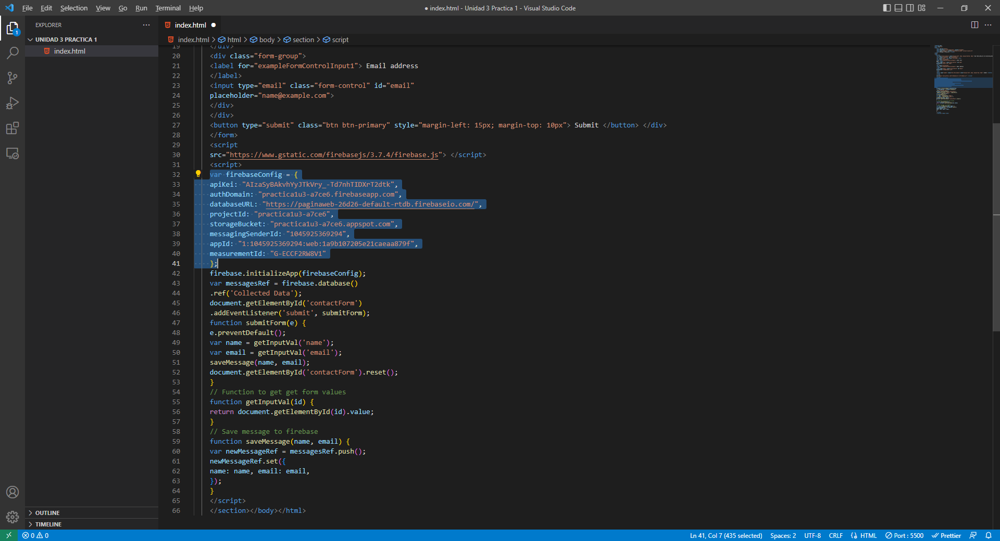 File Edit Selection View Go Run Terminal Help
● index.html - Unidad 3 Practica 1 - Visual Studio Code
EXPLORER
UNIDAD 3 PRACTICA 1
index.html
OUTLINE
TIMELINE
1
index.html
index.html > html > body > section > script
19 </div>
20 <div class="form-group">
21 <label for="exampleFormControlInput1"> Email address
22 </label>
23 <input type="email" class="form-control" id="email"
24 placeholder="name@example.com">
25 </div>
26 </div>
27 <button type="submit" class="btn btn-primary" style="margin-left: 15px; margin-top: 10px"> Submit </button> </div>
28 </form>
29 <script
30 src="https://www.gstatic.com/firebasejs/3.7.4/firebase.js"> </script>
31 <script>
32 var firebaseConfig = {
33 apiKei: "AIzaSyBAkvhYyJTkVry_-Td7nhTIDXrT2dtk",
34 authDomain: "practica1u3-a7ce6.firebaseapp.com",
35 databaseURL: "https://paginaweb-26d26-default-rtdb.firebaseio.com/",
36 projectId: "practica1u3-a7ce6",
37 storageBucket: "practica1u3-a7ce6.appspot.com",
38 messagingSenderId: "1045925369294",
39 appId: "1:1045925369294:web:1a9b107205e21caeaa879f",
40 measurementId: "G-ECCF2RW8V1"
41 };
42 firebase.initializeApp(firebaseConfig);
43 var messagesRef = firebase.database()
44 .ref('Collected Data');
45 document.getElementById('contactForm')
46 .addEventListener('submit', submitForm);
47 function submitForm(e) {
48 e.preventDefault();
49 var name = getInputVal('name');
50 var email = getInputVal('email');
51 saveMessage(name, email);
52 document.getElementById('contactForm').reset();
53 }
54 // Function to get get form values
55 function getInputVal(id) {
56 return document.getElementById(id).value;
57 }
58 // Save message to firebase
59 function saveMessage(name, email) {
60 var newMessageRef = messagesRef.push();
61 newMessageRef.set({
62 name: name, email: email,
63 });
64 }
65 </script>
66 </section></body></html>
0 0
Ln 41, Col 7 (435 selected) Spaces: 2 UTF-8 CRLF HTML Port : 5500 Prettier